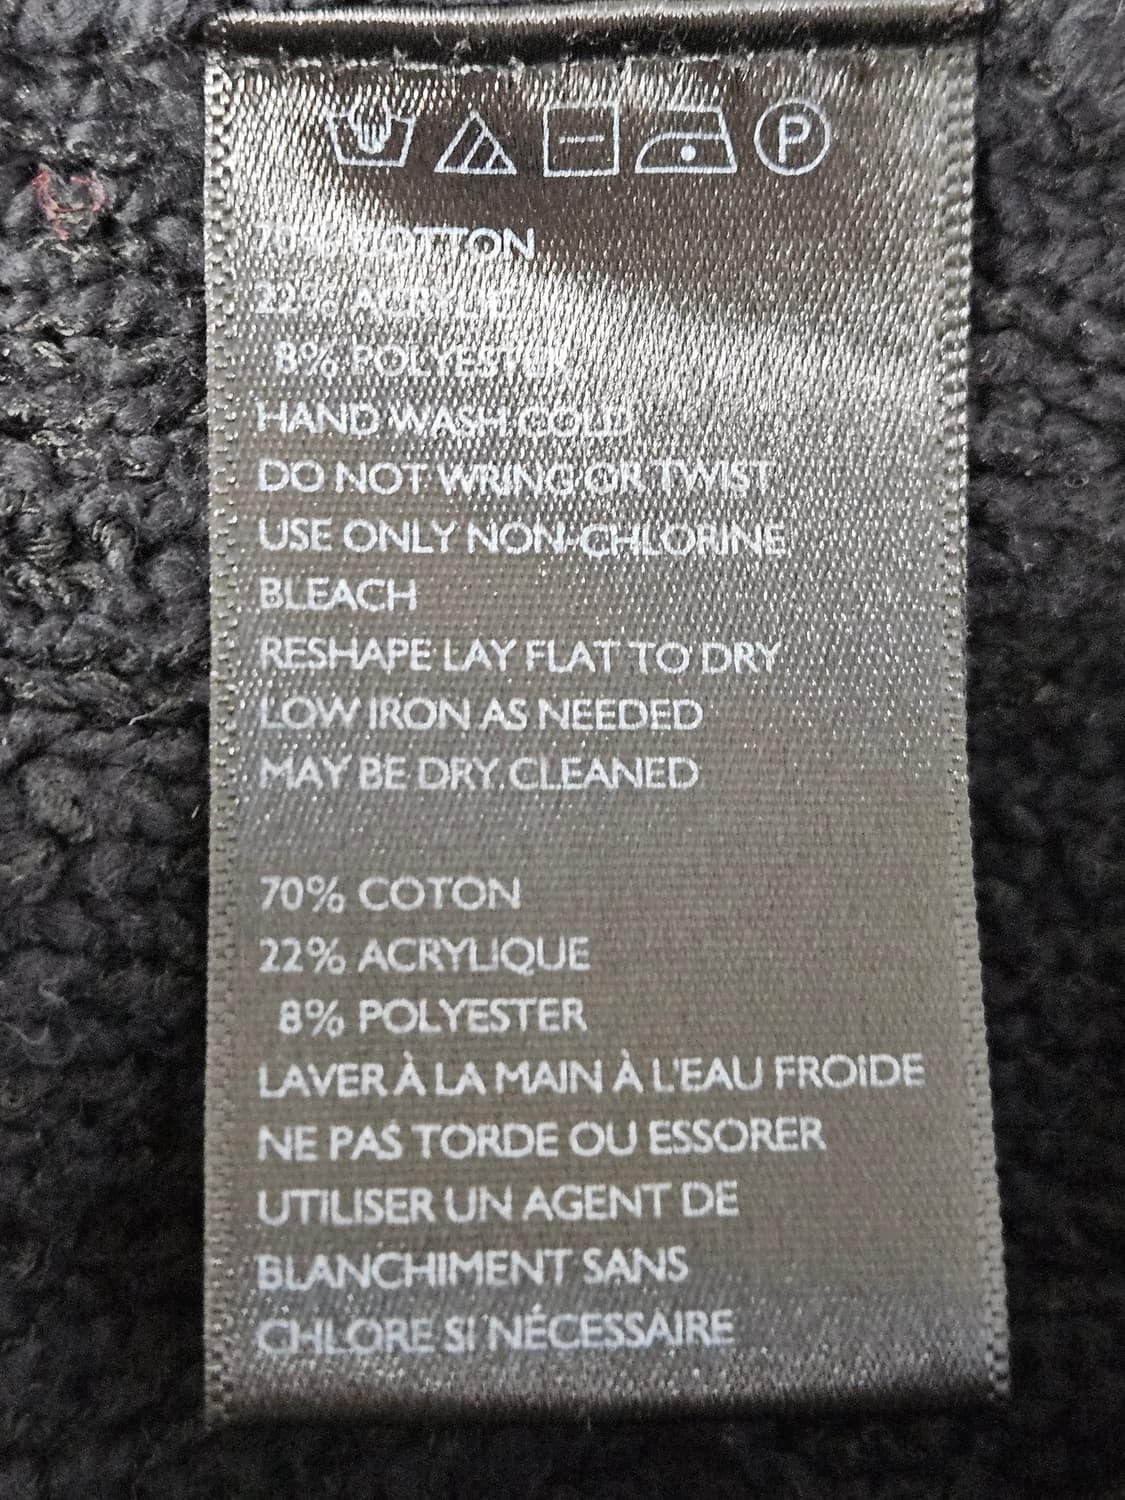 P
70% COTTON
22% ACRYLIC
8% POLYESTER
HAND WASH COLD
DO NOT WRING OR TWIST
USE ONLY NON-CHLORINE
BLEACH
RESHAPE LAY FLAT TO DRY
LOW IRON AS NEEDED
MAY BE DRY CLEANED
70% COTON
22% ACRYLIQUE
8% POLYESTER
LAVER À LA MAIN À L'EAU FROIDE
NE PAS TORDE OU ESSORER
UTILISER UN AGENT DE
BLANCHIMENT SANS
CHLORE SI NÉCESSAIRE